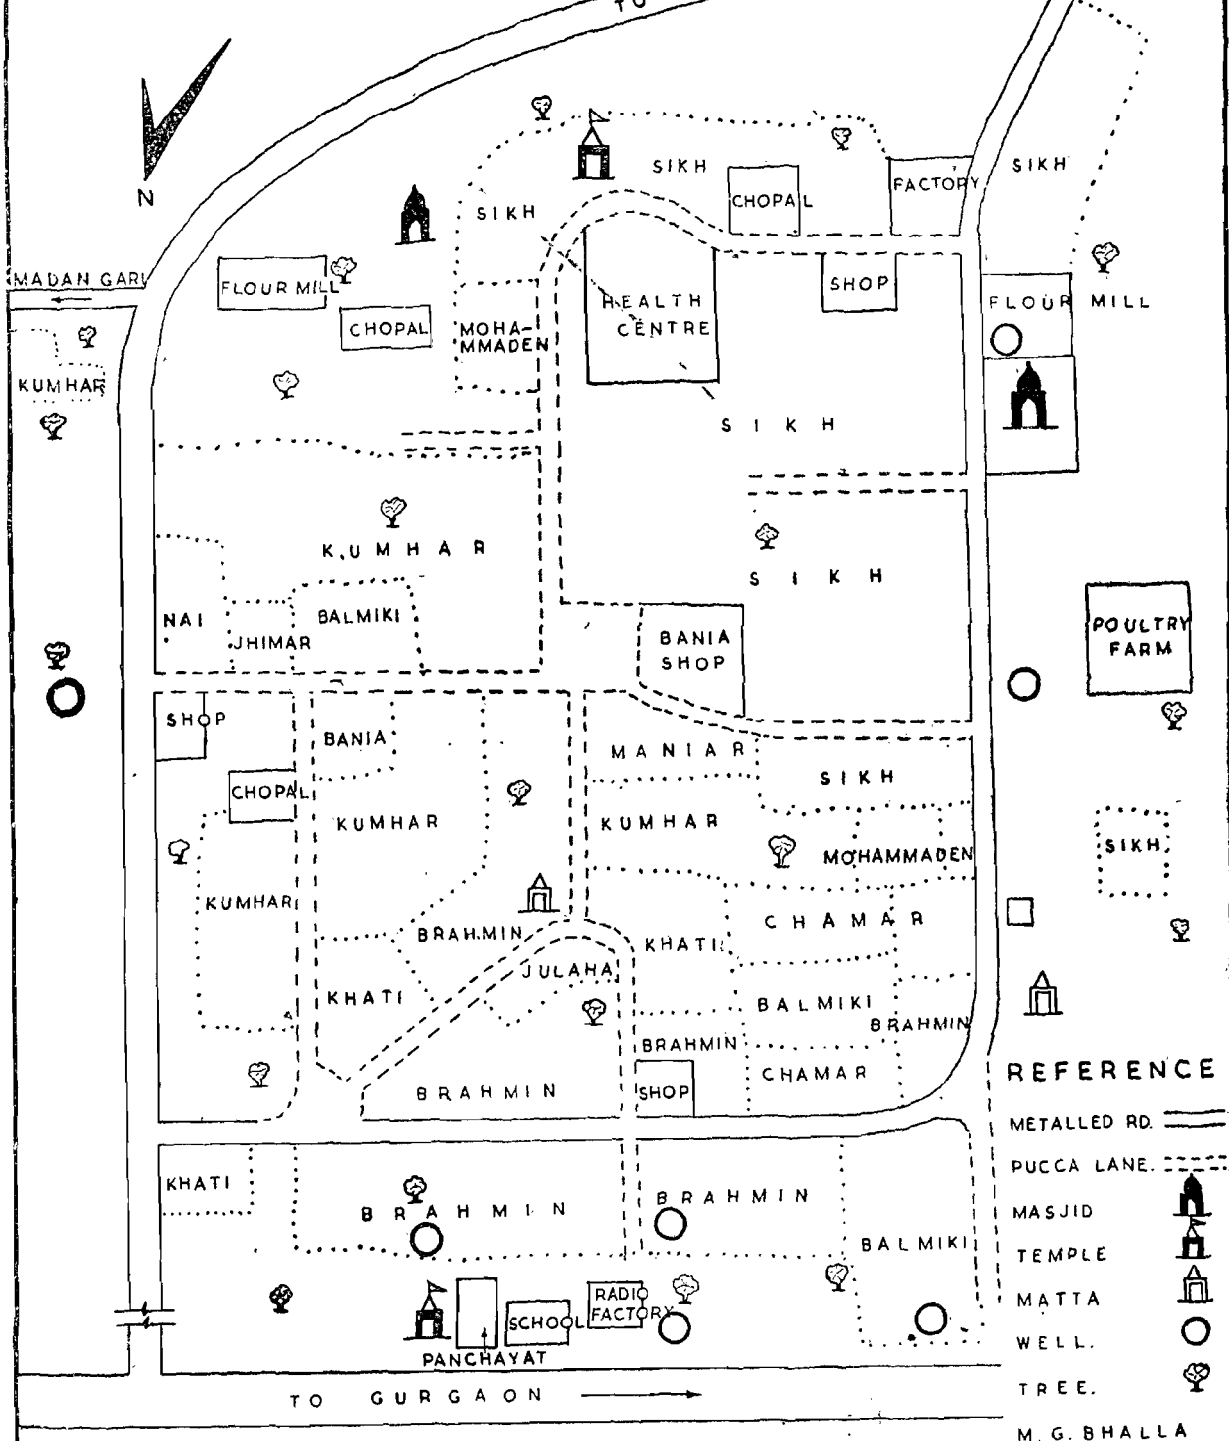 TO
SIKH
SIKH
FACTORY
CHOPAL
SIKH
N
MADAN GARI
FLOUR MILL
SHOP
HEALTH
CENTRE
FLOUR MILL
CHOPAL
MOHA-
MMADEN
KUMHAR
SIKH
KUMHAR
SIKH
NAI
JHIMAR
BALMIKI
BANIA
SHOP
POULTRY
FARM
SHOP
BANIA
MANIAR
SIKH
CHOPAL
KUMHAR
KUMHAR
MOHAMMADEN
SIKH
KUMHAR
BRAHMIN
KHATI
CHAMAR
JULAHA
KHATI
BALMIKI
BRAHMIN
BRAHMIN
CHAMAR
BRAHMIN
SHOP
KHATI
BRAHMIN
BRAHMIN
BALMIKI
RADIO
FACTORY
SCHOOL
PANCHAYAT
TO GURGAON
REFERENCE
METALLED RD.
PUCCA LANE.
MASJID
TEMPLE
MATTA
WELL.
TREE.
M.G.BHALLA